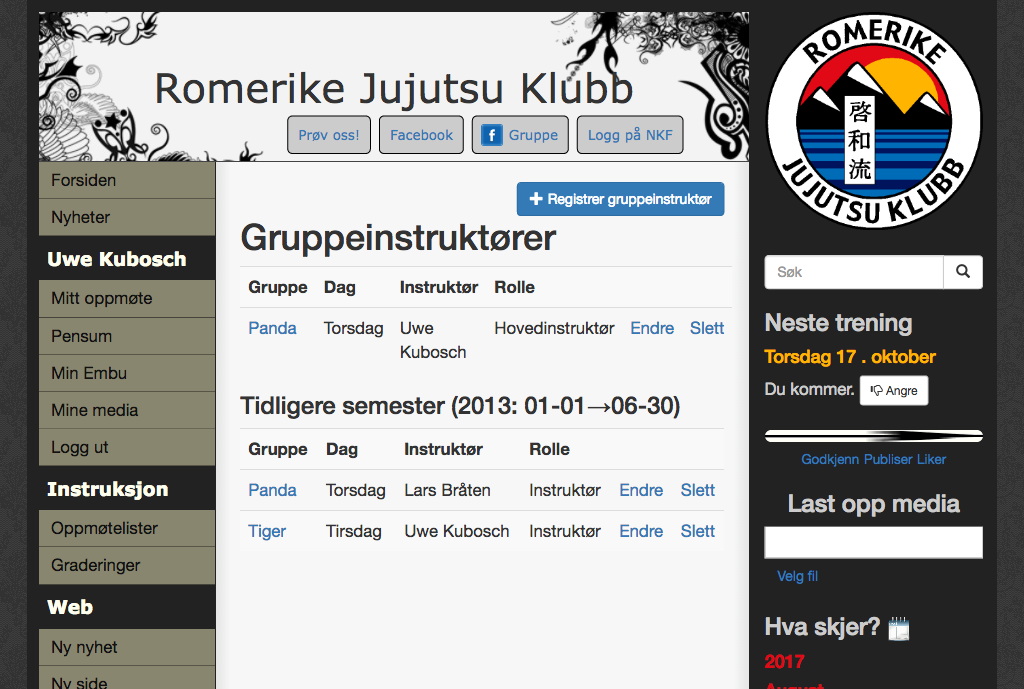 Romerike Jujutsu Klubb
Prøv oss! Facebook f Gruppe Logg på NKF
Forsiden
Nyheter
Uwe Kubosch
Mitt oppmøte
Pensum
Min Embu
Mine media
Logg ut
Instruksjon
Oppmøtelister
Graderinger
Web
Ny nyhet
Ny side
Registrer gruppeinstruktør
Gruppeinstruktører
Gruppe Dag Instruktør Rolle
Panda Torsdag Uwe Kubosch Hovedinstruktør Endre Slett
Tidligere semester (2013: 01-01→06-30)
Gruppe Dag Instruktør Rolle
Panda Torsdag Lars Bråten Instruktør Endre Slett
Tiger Tirsdag Uwe Kubosch Instruktør Endre Slett
ROMERIKE
啓
和
流
JUJUTSU KLUBB
Søk
Neste trening
Torsdag 17 . oktober
Du kommer. Angre
Godkjenn Publiser Liker
Last opp media
Velg fil
Hva skjer?
2017
August